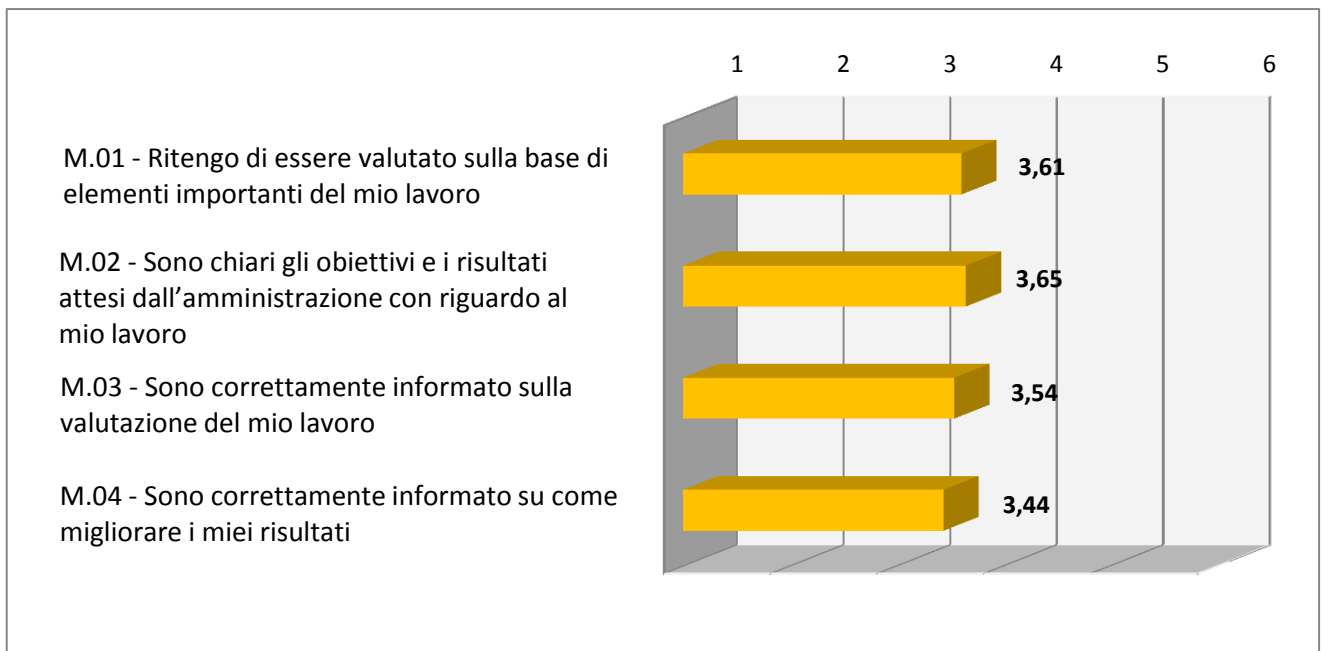 1 2 3 4 5 6
M.01 - Ritengo di essere valutato sulla base di
elementi importanti del mio lavoro
3,61
M.02 - Sono chiari gli obiettivi e i risultati
attesi dall’amministrazione con riguardo al
mio lavoro
3,65
M.03 - Sono correttamente informato sulla
valutazione del mio lavoro
3,54
M.04 - Sono correttamente informato su come
migliorare i miei risultati
3,44